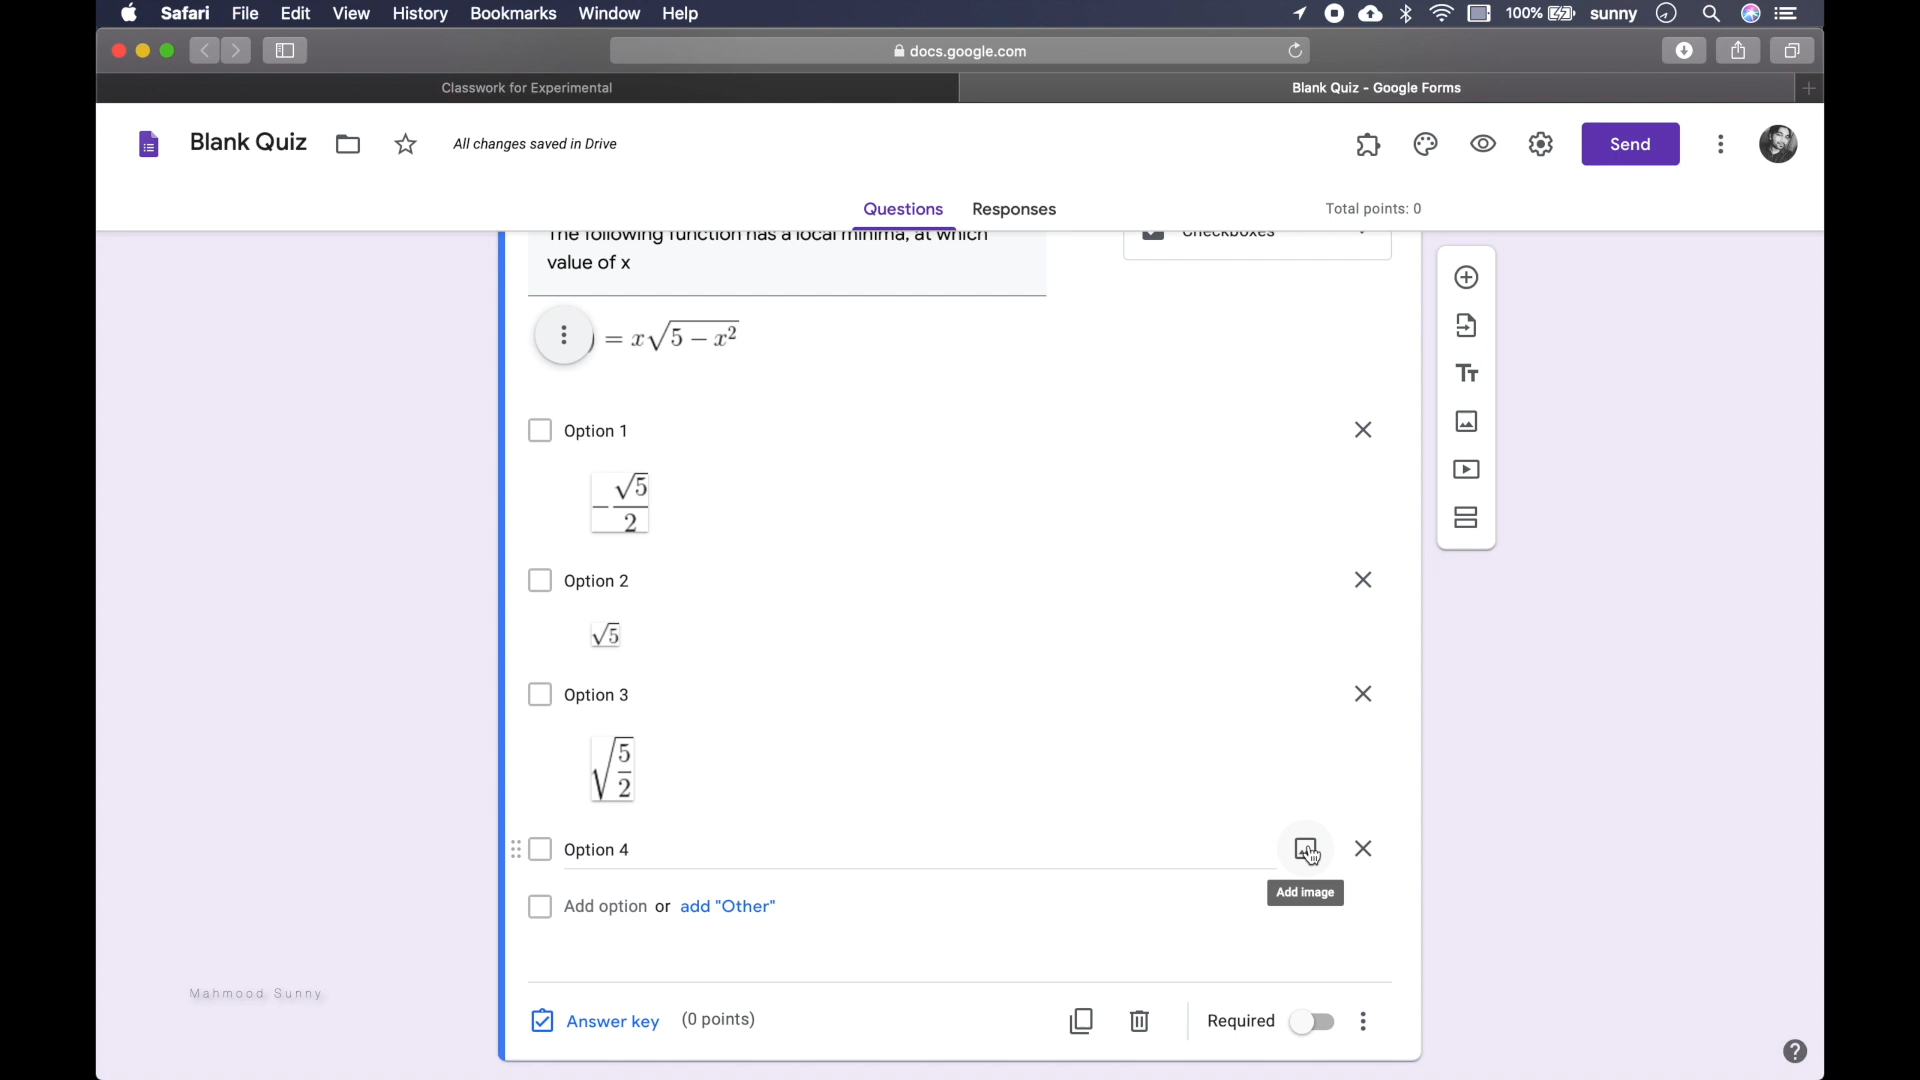 Safari File Edit View History Bookmarks Window Help 100% sunny
docs.google.com
Classwork for Experimental
Blank Quiz - Google Forms
Blank Quiz All changes saved in Drive Send
Questions Responses Total points: 0
The following function has a local minima, at which Checkboxes
value of x
) = x√(5 − x²)
Option 1
−√5/2
Option 2
√5
Option 3
√(5/2)
Option 4
Add image
Add option or add "Other"
Mahmood Sunny
Answer key (0 points) Required